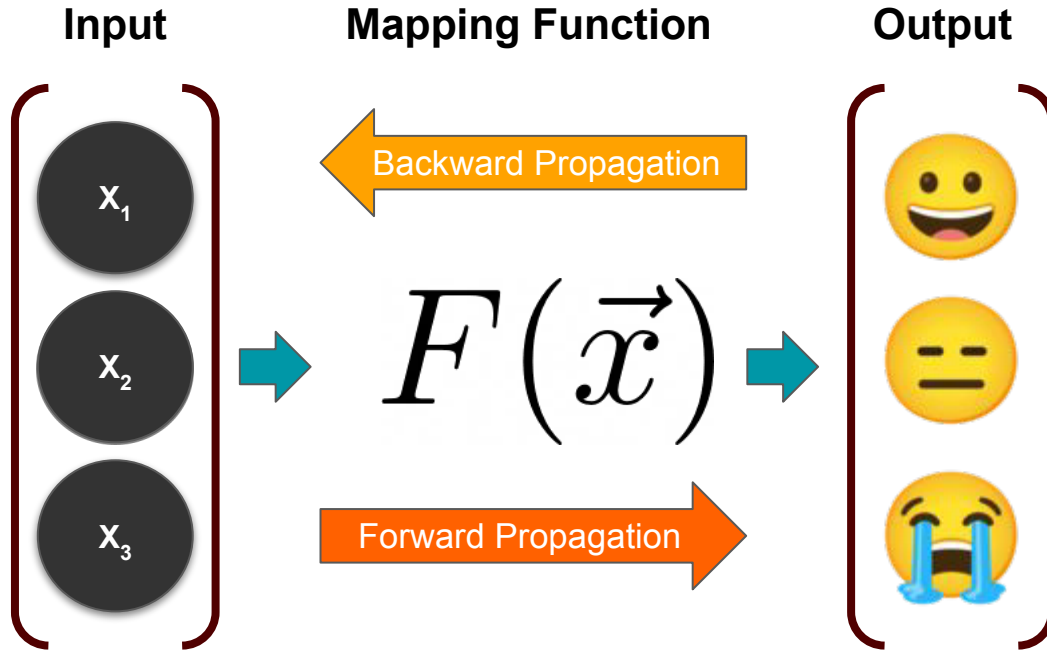 Input
Mapping Function
Output
Backward Propagation
X₁
X₂
X₃
F(x⃗)
Forward Propagation